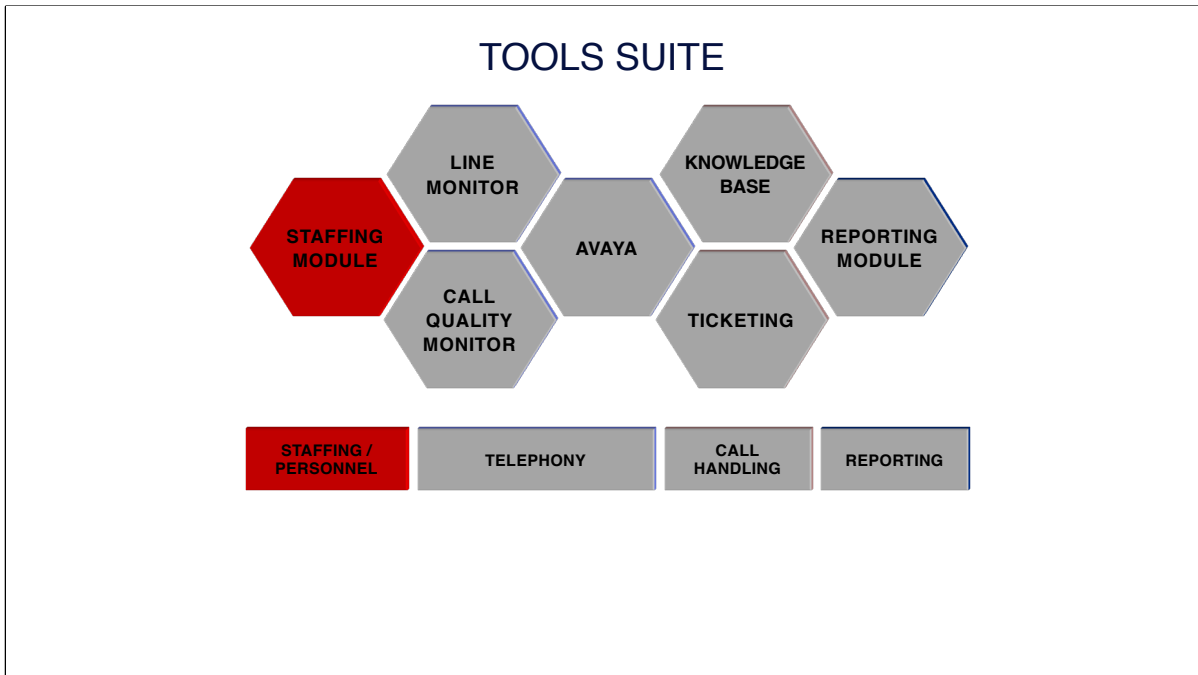 TOOLS SUITE
LINE
MONITOR
KNOWLEDGE
BASE
STAFFING
MODULE
AVAYA
REPORTING
MODULE
CALL
QUALITY
MONITOR
TICKETING
STAFFING /
PERSONNEL
TELEPHONY
CALL
HANDLING
REPORTING